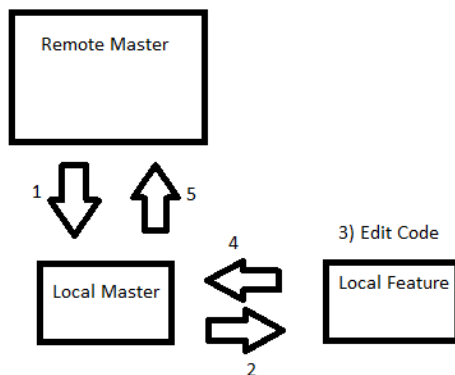 Remote Master
1
5
3) Edit Code
4
Local Master
Local Feature
2